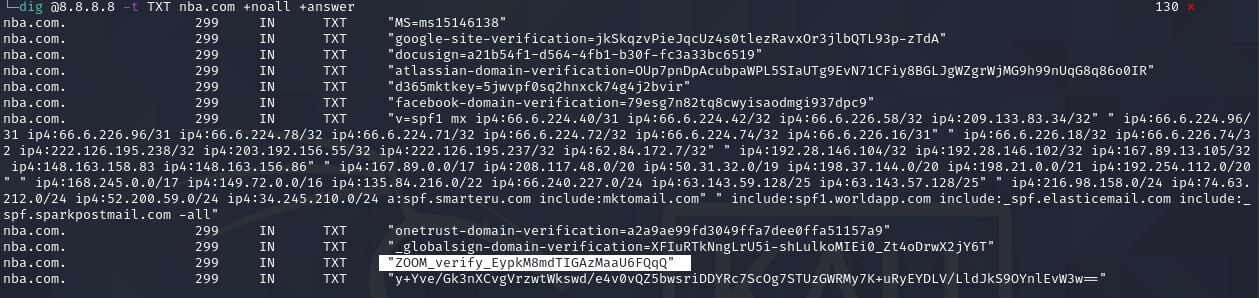 └─dig @8.8.8.8 -t TXT nba.com +noall +answer 130 ⨯
nba.com. 299 IN TXT "MS=ms15146138"
nba.com. 299 IN TXT "google-site-verification=jkSkqzvPieJqcUz4s0tlezRavxOr3jlbQTL93p-zTdA"
nba.com. 299 IN TXT "docusign=a21b54f1-d564-4fb1-b30f-fc3a33bc6519"
nba.com. 299 IN TXT "atlassian-domain-verification=OUp7pnDpAcubpaWPL5SIaUTg9EvN71CFiy8BGLJgWZgrWjMG9h99nUqG8q86o0IR"
nba.com. 299 IN TXT "d365mktkey=5jwvpf0sq2hnxck74g4j2bvir"
nba.com. 299 IN TXT "facebook-domain-verification=79esg7n82tq8cwyisaodmgi937dpc9"
nba.com. 299 IN TXT "v=spf1 mx ip4:66.6.224.40/31 ip4:66.6.224.42/32 ip4:66.6.226.58/32 ip4:209.133.83.34/32" " ip4:66.6.224.96/
31 ip4:66.6.226.96/31 ip4:66.6.224.78/32 ip4:66.6.224.71/32 ip4:66.6.224.72/32 ip4:66.6.224.74/32 ip4:66.6.226.16/31" " ip4:66.6.226.18/32 ip4:66.6.226.74/3
2 ip4:222.126.195.238/32 ip4:203.192.156.55/32 ip4:222.126.195.237/32 ip4:62.84.172.7/32" " ip4:192.28.146.104/32 ip4:192.28.146.102/32 ip4:167.89.13.105/32
ip4:148.163.158.83 ip4:148.163.156.86" " ip4:167.89.0.0/17 ip4:208.117.48.0/20 ip4:50.31.32.0/19 ip4:198.37.144.0/20 ip4:198.21.0.0/21 ip4:192.254.112.0/20
" " ip4:168.245.0.0/17 ip4:149.72.0.0/16 ip4:135.84.216.0/22 ip4:66.240.227.0/24 ip4:63.143.59.128/25 ip4:63.143.57.128/25" " ip4:216.98.158.0/24 ip4:74.63.
212.0/24 ip4:52.200.59.0/24 ip4:34.245.210.0/24 a:spf.smarteru.com include:mktomail.com" " include:spf1.worldapp.com include:_spf.elasticemail.com include:_
spf.sparkpostmail.com ~all"
nba.com. 299 IN TXT "onetrust-domain-verification=a2a9ae99fd3049ffa7dee0ffa51157a9"
nba.com. 299 IN TXT "_globalsign-domain-verification=XFIuRTkNngLrU5i-shLulkoMIEi0_Zt4oDrwX2jY6T"
nba.com. 299 IN TXT "ZOOM_verify_EypkM8mdTIGAzMaaU6FQqQ"
nba.com. 299 IN TXT "y+Yve/Gk3nXCvgVrzwtWkswd/e4v0vQZ5bwsriDDYRc7ScOg7STUzGWRMy7K+uRyEYDLV/LldJkS9OYnlEvW3w=="